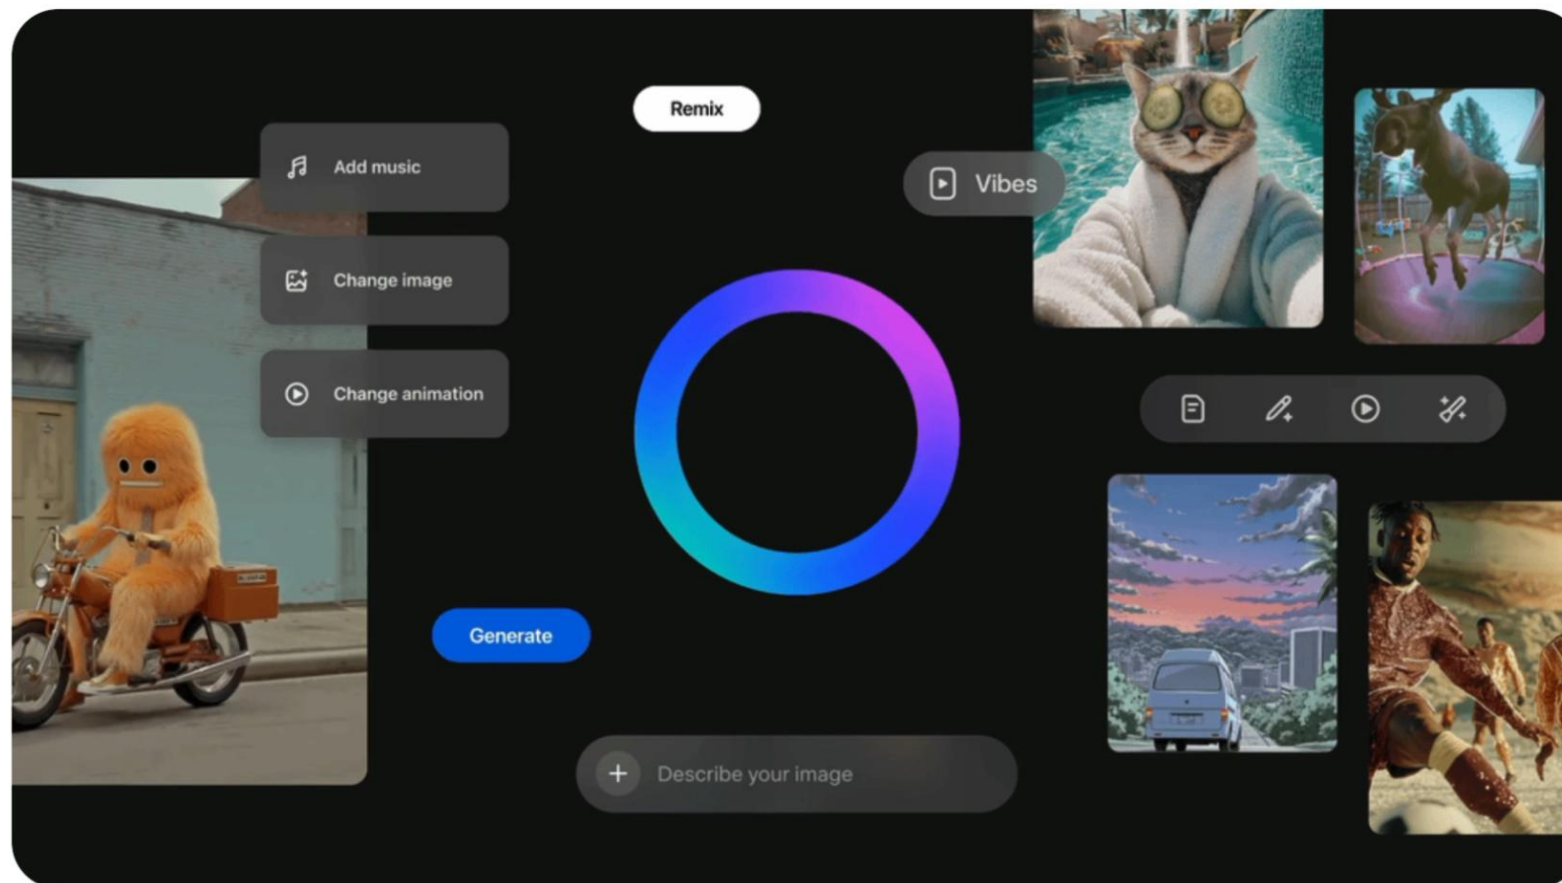 Remix
Add music
Vibes
Change image
Change animation
Generate
Describe your image